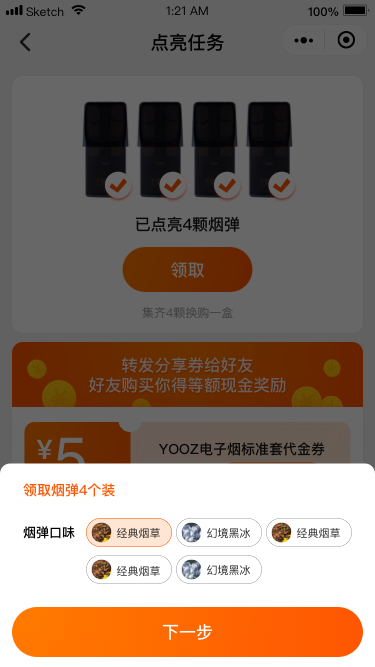 Sketch 1:21 AM 100%
点亮任务
已点亮4颗烟弹
领取
集齐4颗换购一盒
转发分享券给好友
好友购买你得等额现金奖励
¥5
YOOZ电子烟标准套代金券
领取烟弹4个装
烟弹口味 经典烟草 幻境黑冰 经典烟草
经典烟草 幻境黑冰
下一步